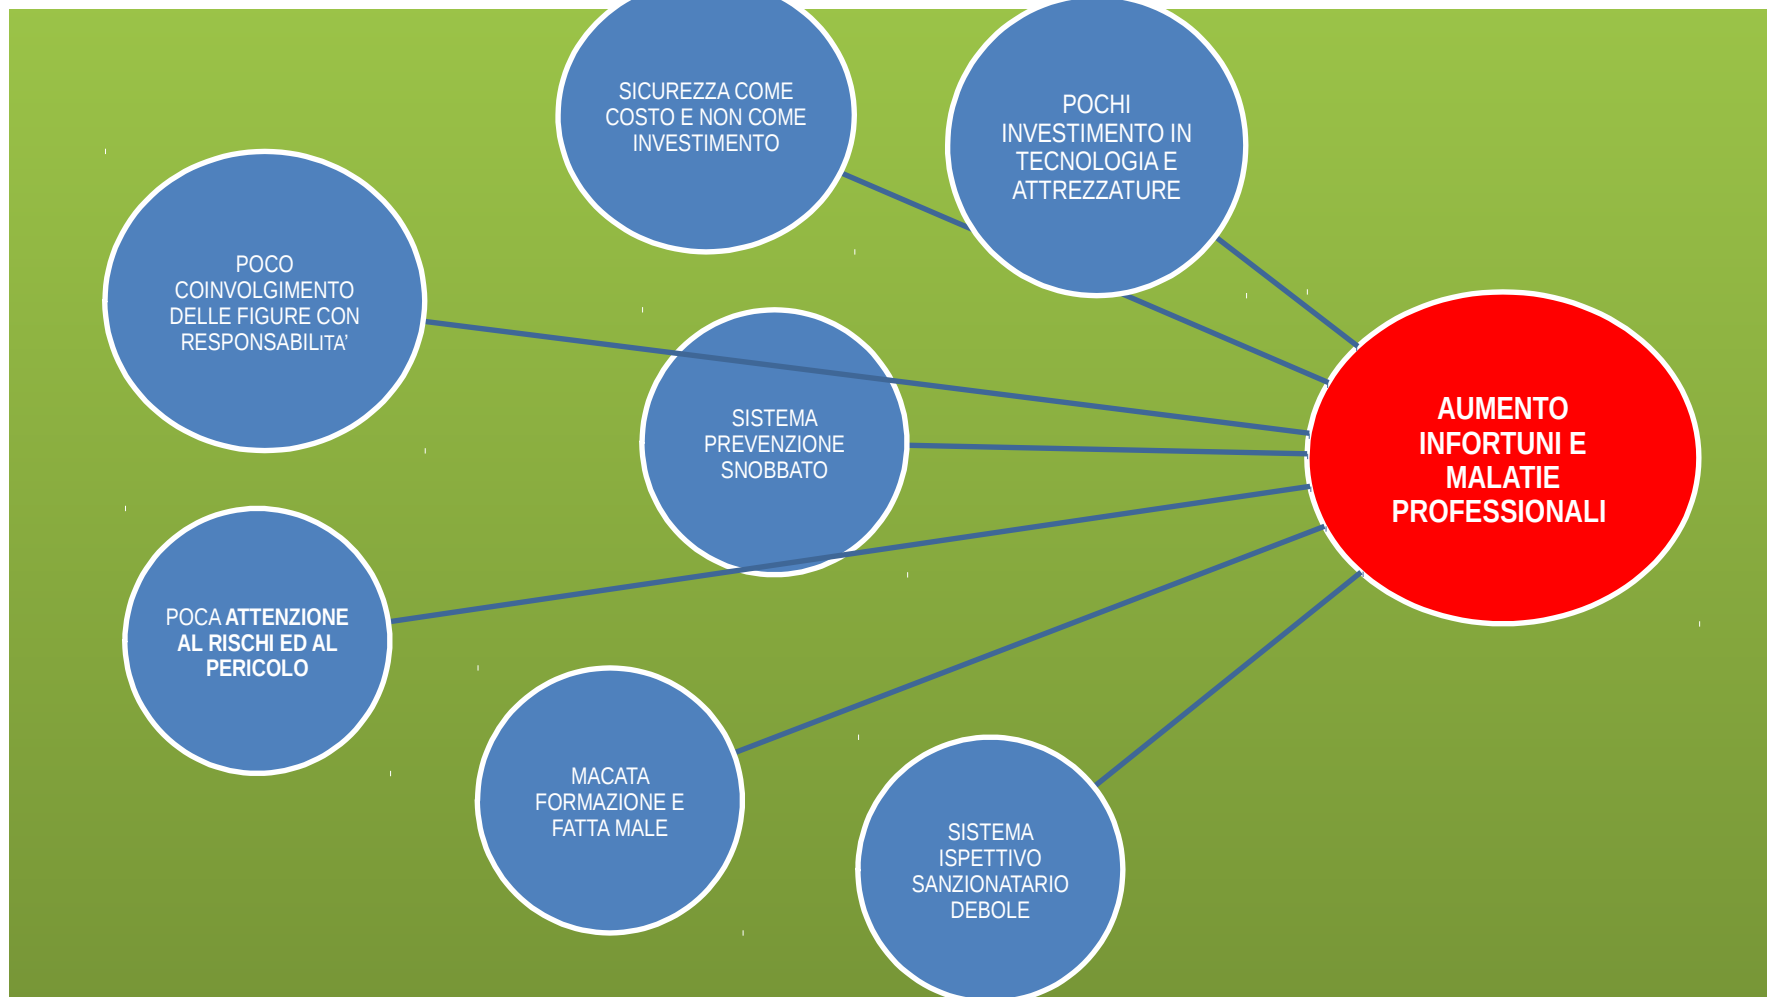 SICUREZZA COME
COSTO E NON COME
INVESTIMENTO
POCHI
INVESTIMENTO IN
TECNOLOGIA E
ATTREZZATURE
POCO
COINVOLGIMENTO
DELLE FIGURE CON
RESPONSABILITA’
SISTEMA
PREVENZIONE
SNOBBATO
AUMENTO
INFORTUNI E
MALATIE
PROFESSIONALI
POCA ATTENZIONE
AL RISCHI ED AL
PERICOLO
MACATA
FORMAZIONE E
FATTA MALE
SISTEMA
ISPETTIVO
SANZIONATARIO
DEBOLE